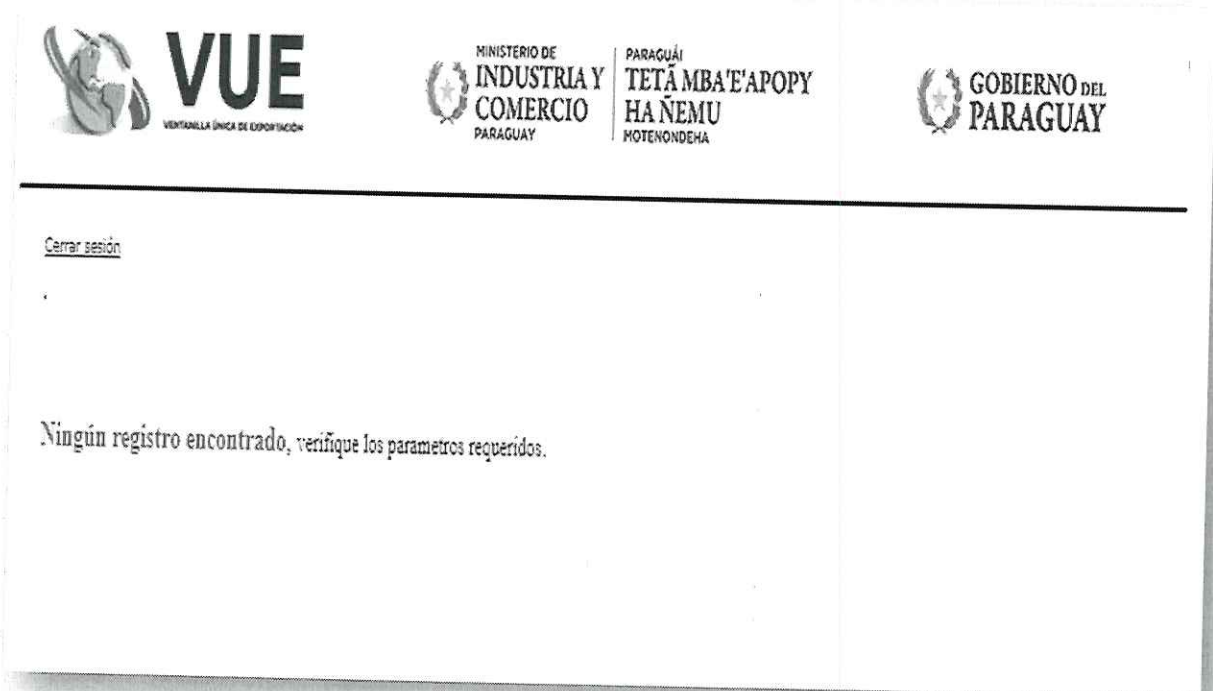 VUE
VENTANILLA ÚNICA DE EXPORTACIÓN
MINISTERIO DE
INDUSTRIA Y
COMERCIO
PARAGUAY
PARAGUÁI
TETÃ MBA'E'APOPY
HA ÑEMU
MOTENONDEHA
GOBIERNO DEL
PARAGUAY
Cerrar sesión
Ningún registro encontrado, verifique los parametros requeridos.